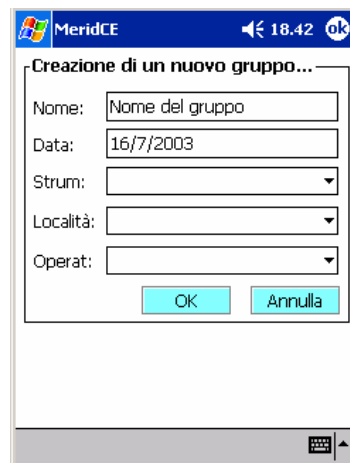 MeridCE 18.42 ok
Creazione di un nuovo gruppo...
Nome: Nome del gruppo
Data: 16/7/2003
Strum:
Località:
Operat:
OK Annulla